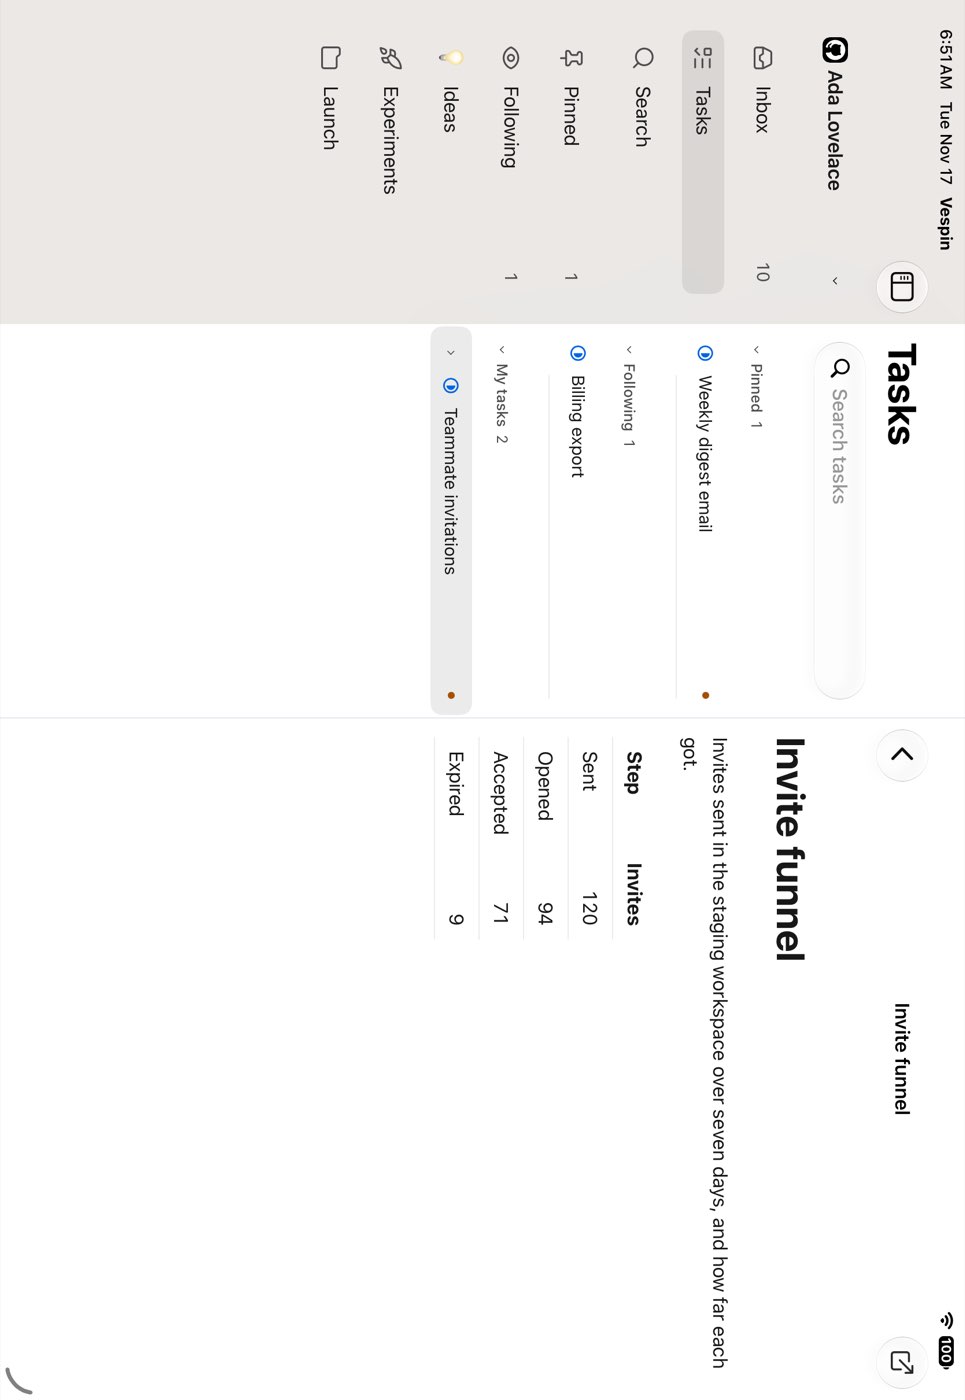 6:51 AM Tue Nov 17 Vespin
100
Ada Lovelace
Inbox 10
Tasks
Search
Pinned 1
Following 1
Ideas
Experiments
Launch
Tasks
Search tasks
Pinned 1
Weekly digest email
Following 1
Billing export
My tasks 2
Teammate invitations
Invite funnel
Invite funnel
Invites sent in the staging workspace over seven days, and how far each
got.
Step Invites
Sent 120
Opened 94
Accepted 71
Expired 9